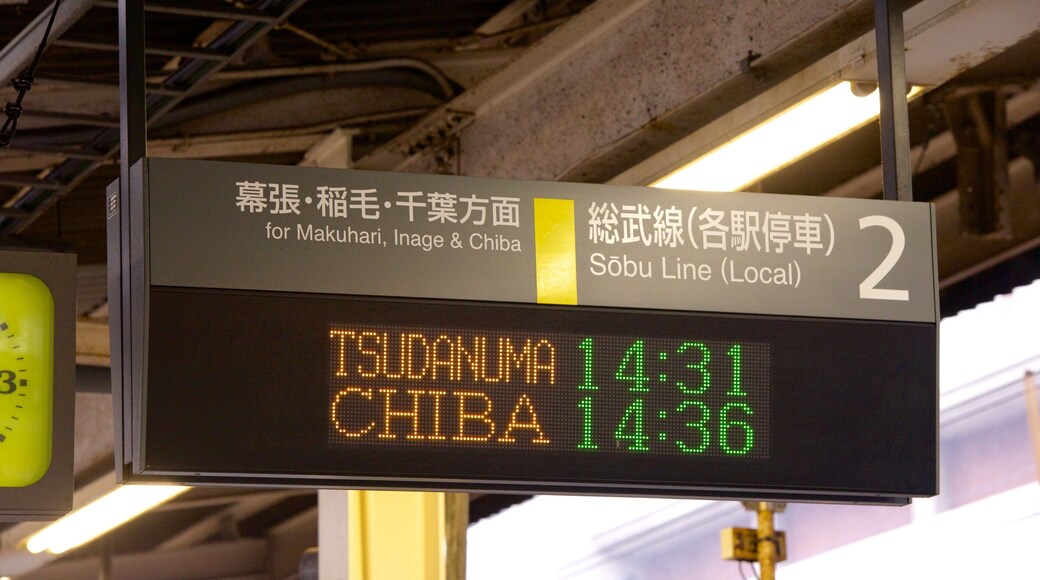 幕張・稲毛・千葉方面
for Makuhari, Inage & Chiba
総武線(各駅停車)
Sōbu Line (Local)
2
TSUDANUMA 14:31
CHIBA 14:36
3